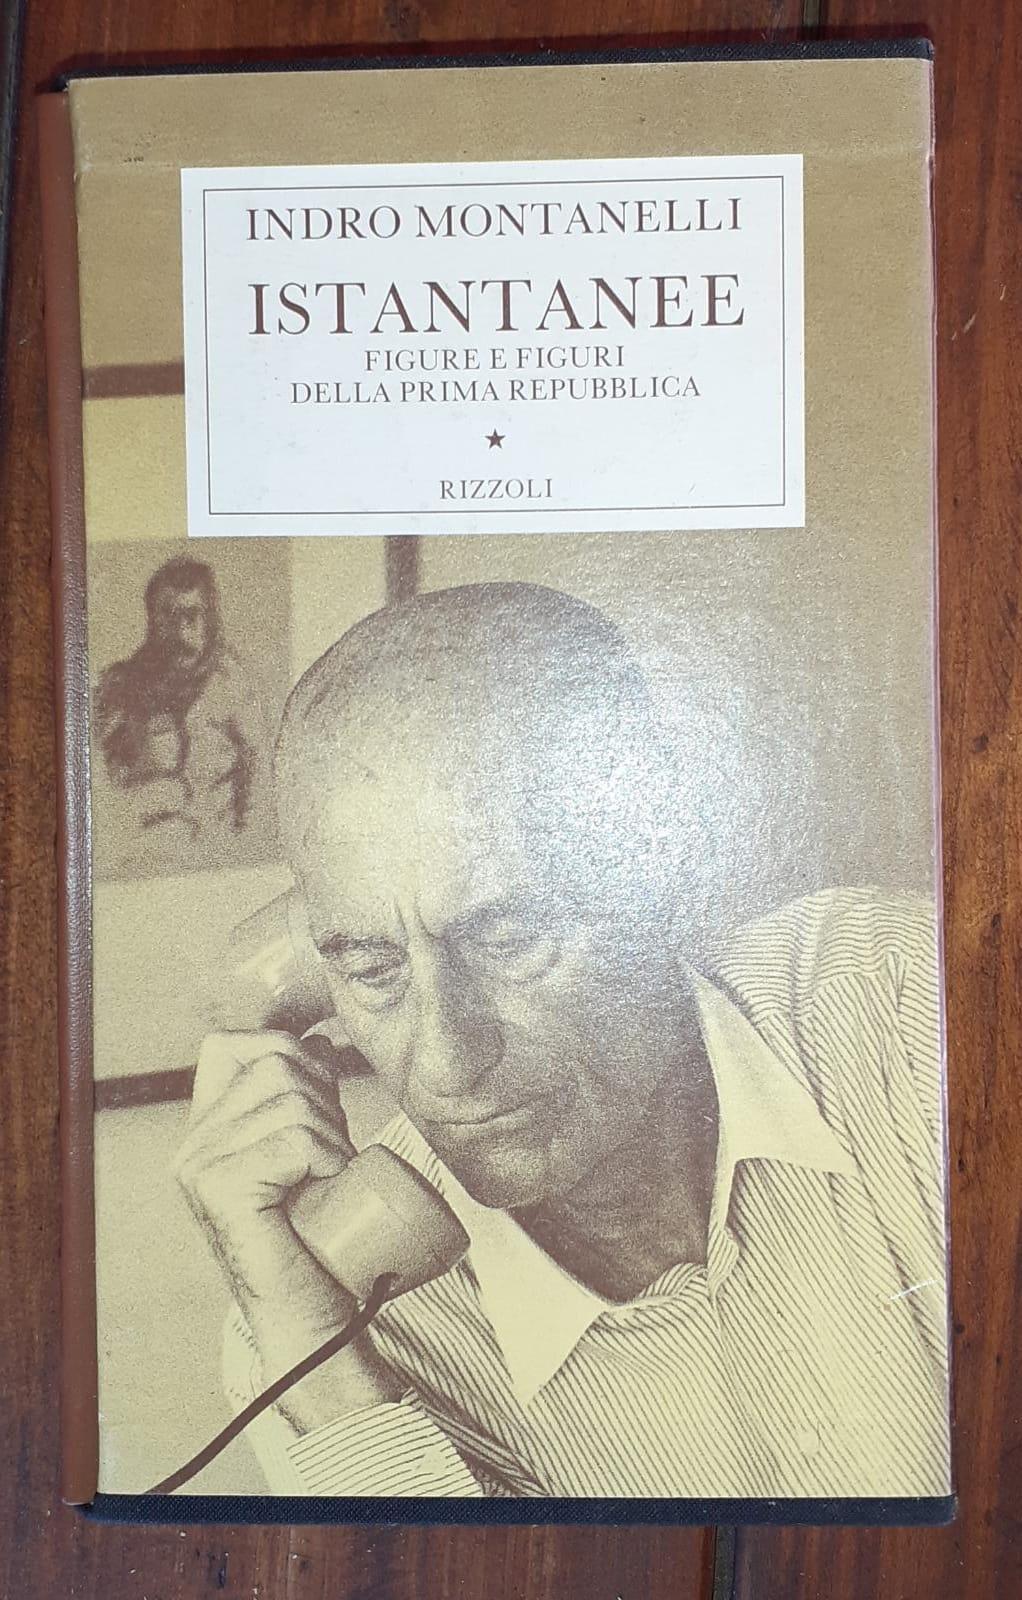 INDRO MONTANELLI
ISTANTANEE
FIGURE E FIGURI
DELLA PRIMA REPUBBLICA
★
RIZZOLI